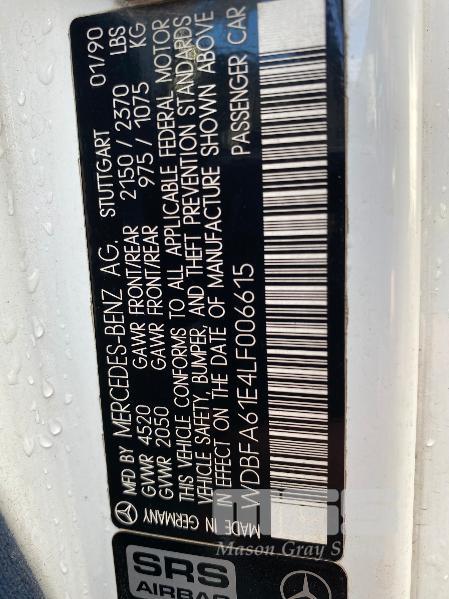 MFD BY MERCEDES-BENZ AG. STUTTGART 01/90
GVWR 4520 GAWR FRONT/REAR 2150 / 2370 LBS
GVWR 2050 GAWR FRONT/REAR 975 / 1075 KG
THIS VEHICLE CONFORMS TO ALL APPLICABLE FEDERAL MOTOR
VEHICLE SAFETY, BUMPER, AND THEFT PREVENTION STANDARDS
IN EFFECT ON THE DATE OF MANUFACTURE SHOWN ABOVE
MADE IN GERMANY
WDBFA61E4LF006615 PASSENGER CAR
SRS
AIRBAG
Mason Gray S